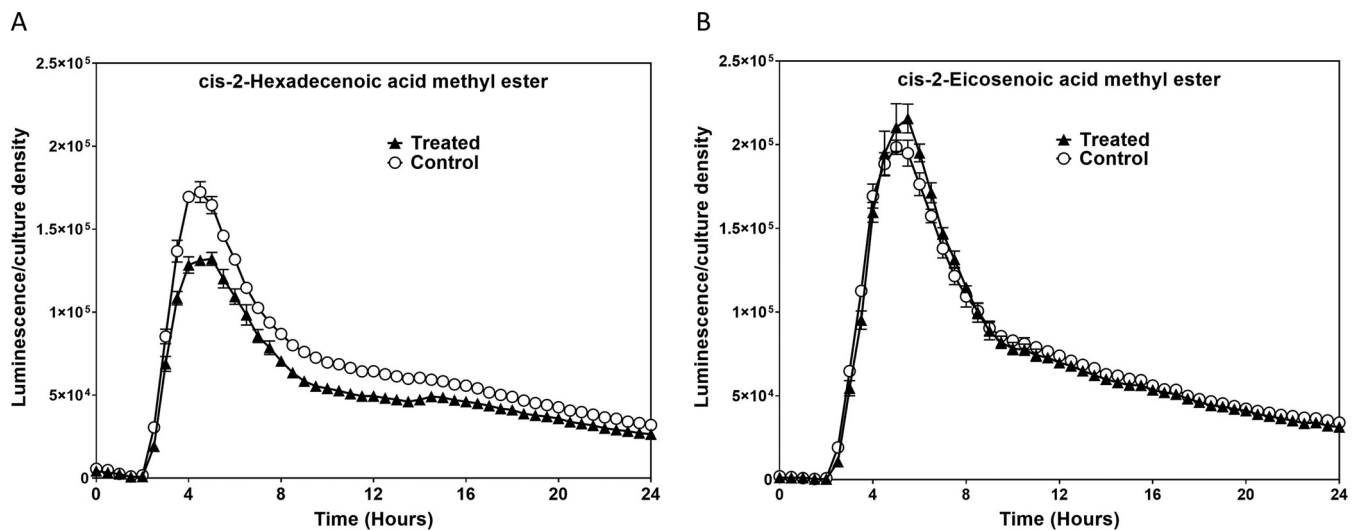 A
cis-2-Hexadecenoic acid methyl ester
Treated
Control
Luminescence/culture density
2.5×10⁵
2×10⁵
1.5×10⁵
1×10⁵
5×10⁴
0
0 4 8 12 16 20 24
Time (Hours)
B
cis-2-Eicosenoic acid methyl ester
Treated
Control
Luminescence/culture density
2.5×10⁵
2×10⁵
1.5×10⁵
1×10⁵
5×10⁴
0
0 4 8 12 16 20 24
Time (Hours)